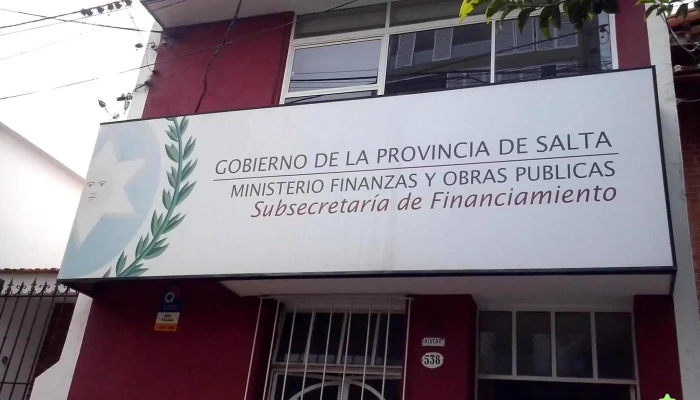 GOBIERNO DE LA PROVINCIA DE SALTA
MINISTERIO FINANZAS Y OBRAS PUBLICAS
Subsecretaría de Financiamiento
538